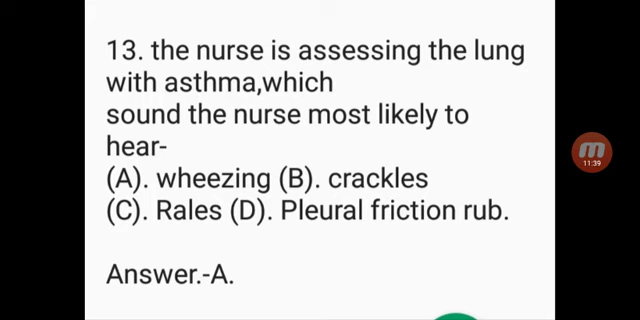 13. the nurse is assessing the lung
with asthma,which
sound the nurse most likely to
hear-
(A). wheezing (B). crackles
(C). Rales (D). Pleural friction rub.
Answer.-A.
11:39